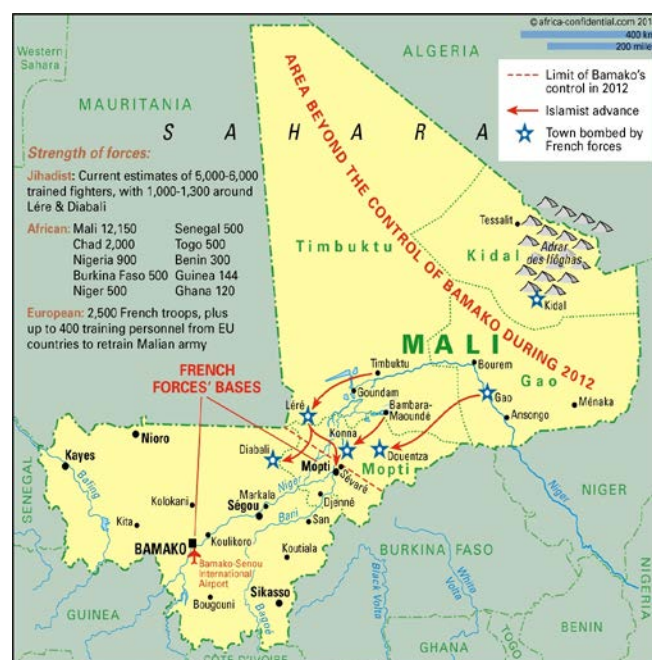 © africa-confidential.com 201
400 km
200 miles
Western
Sahara
ALGERIA
MAURITANIA
Limit of Bamako's
control in 2012
Islamist advance
Town bombed by
French forces
S A H A R A
AREA BEYOND THE CONTROL OF BAMAKO DURING 2012
Strength of forces:
Jihadist: Current estimates of 5,000-6,000
trained fighters, with 1,000-1,300 around
Lére & Diabali
African: Mali 12,150 Senegal 500
Chad 2,000 Togo 500
Nigeria 900 Benin 300
Burkina Faso 500 Guinea 144
Niger 500 Ghana 120
European: 2,500 French troops, plus
up to 400 training personnel from EU
countries to retrain Malian army
FRENCH
FORCES' BASES
Tessalit
Adrar
des Ifôghas
Timbuktu
Kidal
Kidal
MALI
Timbuktu
Bourem
Goundam
Gao
Léré
Bambara-
Maoundé
Gao
Ménaka
Ansongo
Konna
Douentza
Diabali
Mopti
Mopti
Sévaré
Nioro
Kayes
SENEGAL
Bafing
Niger
Markala
Djenné
Kolokani
Ségou
Bani
San
Niger
NIGER
Kita
Koulikoro
BAMAKO
Koutiala
BURKINA FASO
Bamako-Senou
International
Airport
Black Volta
White
Volta
Sikasso
Bougouni
Bagoé
GUINEA
BENIN
NIGERIA
GHANA
TOGO
CÔTE D'IVOIRE